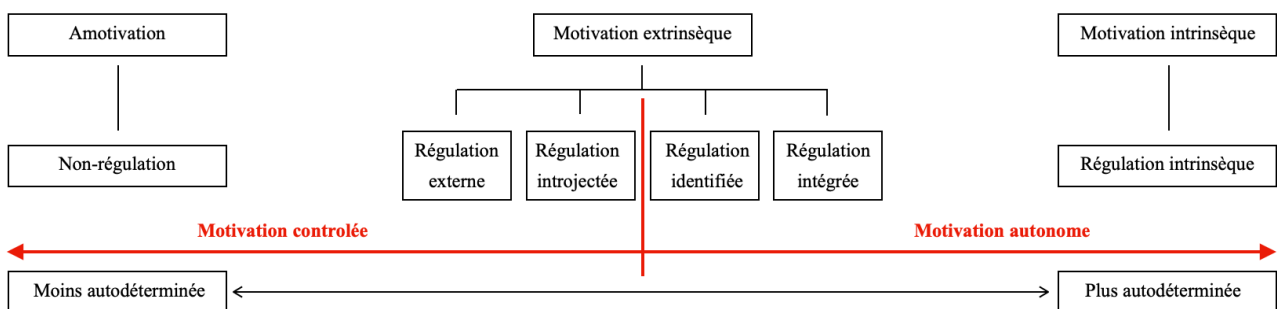 Amotivation
Motivation extrinsèque
Motivation intrinsèque
Non-régulation
Régulation
externe
Régulation
introjectée
Régulation
identifiée
Régulation
intégrée
Régulation intrinsèque
Motivation controlée
Motivation autonome
Moins autodéterminée
Plus autodéterminée